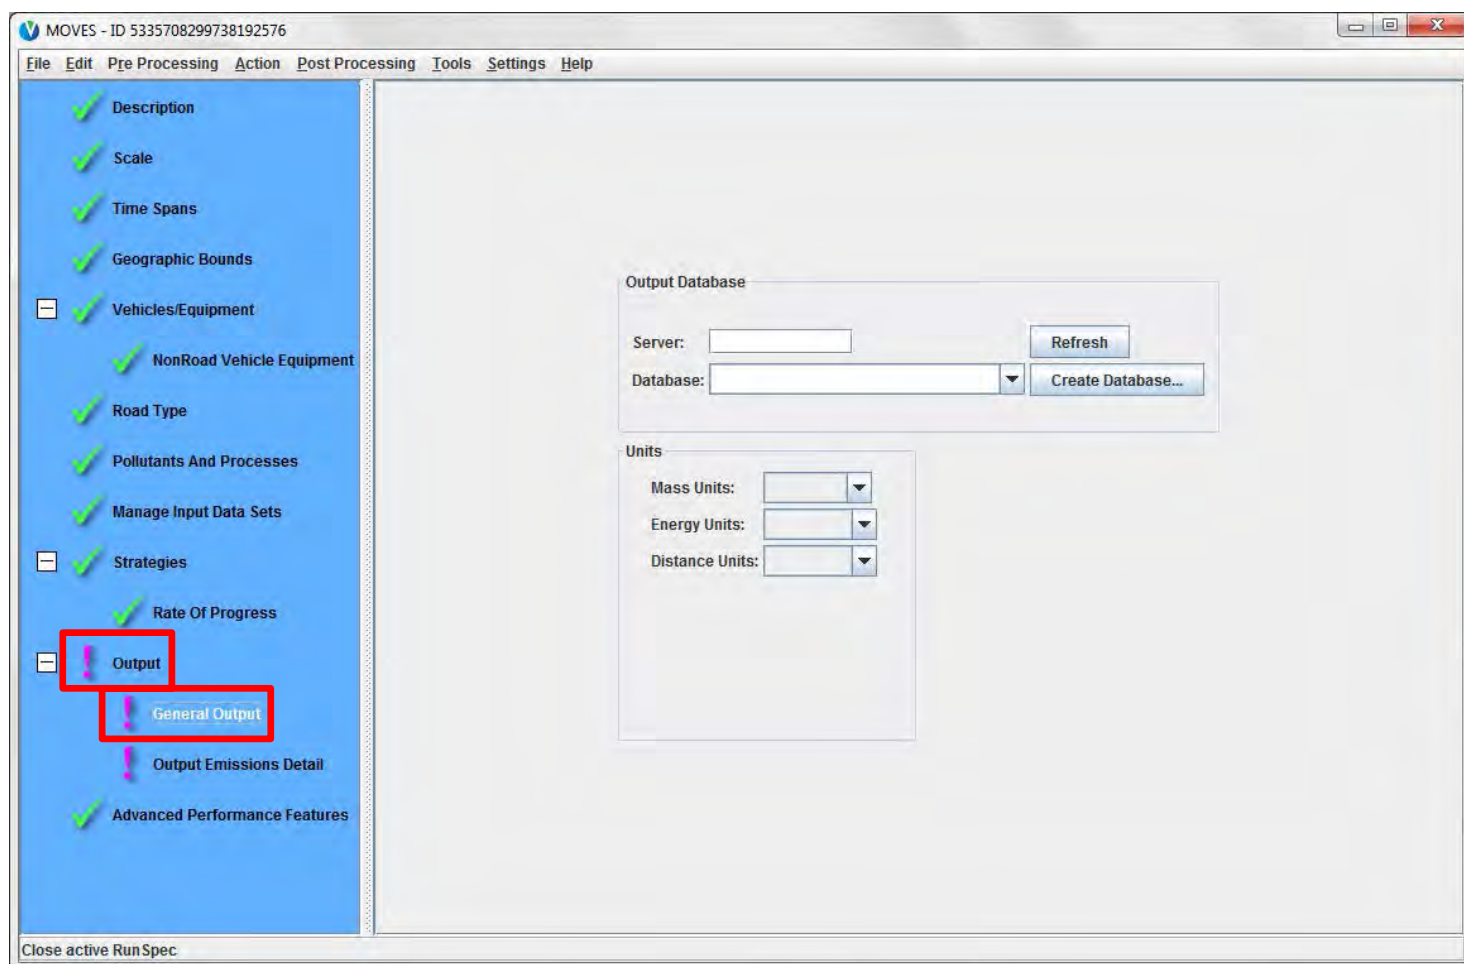 MOVES - ID 5335708299738192576
File Edit Pre Processing Action Post Processing Tools Settings Help
Description
Scale
Time Spans
Geographic Bounds
Vehicles/Equipment
NonRoad Vehicle Equipment
Road Type
Pollutants And Processes
Manage Input Data Sets
Strategies
Rate Of Progress
Output
General Output
Output Emissions Detail
Advanced Performance Features
Output Database
Server:
Refresh
Database:
Create Database...
Units
Mass Units:
Energy Units:
Distance Units:
Close active RunSpec